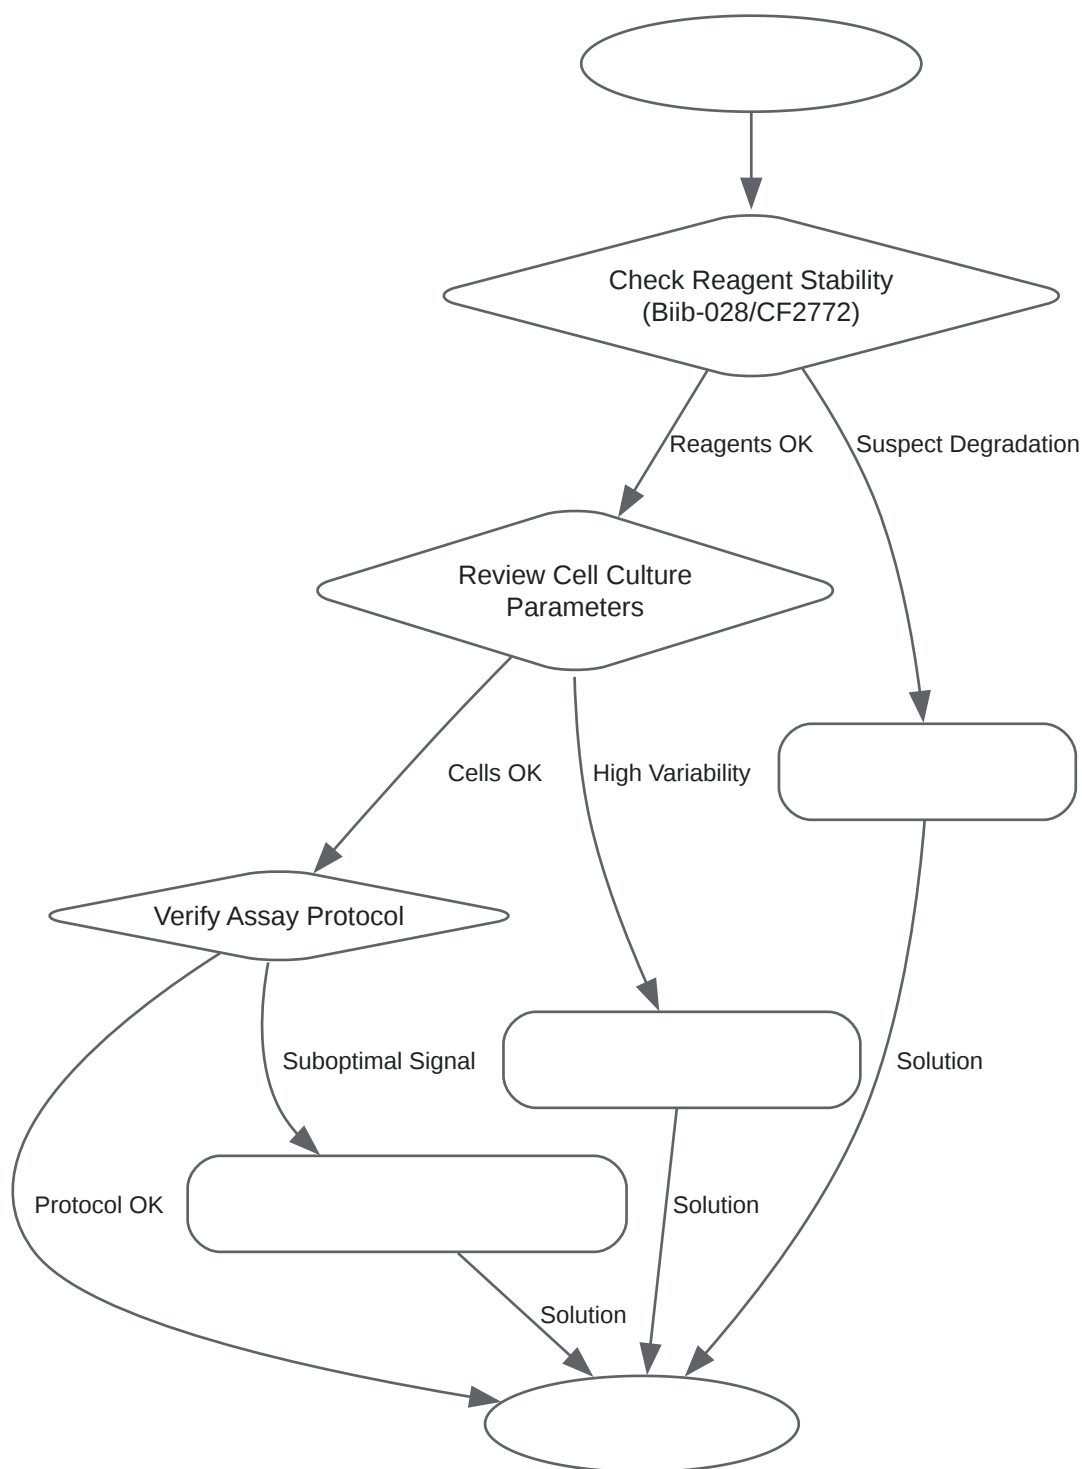 Check Reagent Stability
(Biib-028/CF2772)
Reagents OK
Suspect Degradation
Review Cell Culture
Parameters
Cells OK
High Variability
Verify Assay Protocol
Suboptimal Signal
Solution
Protocol OK
Solution
Solution